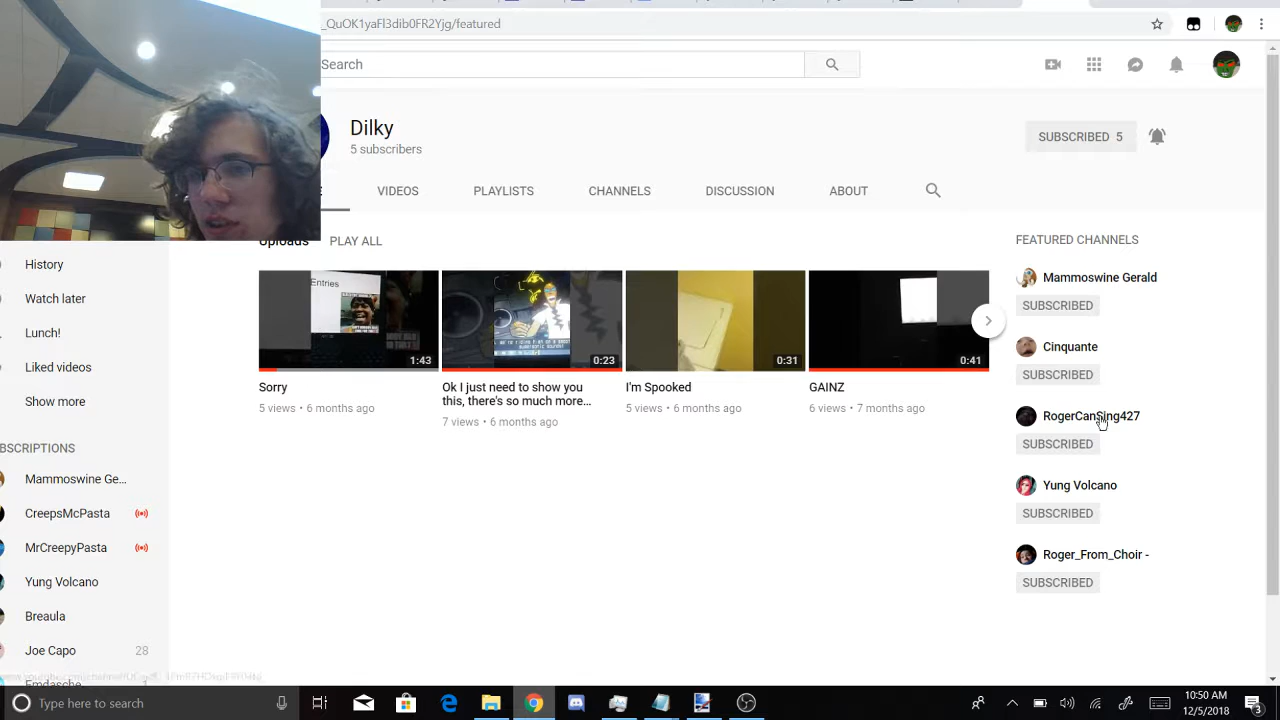 _QuOK1yaFl3dib0FR2Yjg/featured
Search
Dilky
5 subscribers
SUBSCRIBED 5
VIDEOS PLAYLISTS CHANNELS DISCUSSION ABOUT
Uploads PLAY ALL
Entries
1:43
0:23
0:31
0:41
Sorry
5 views • 6 months ago
Ok I just need to show you
this, there's so much more...
7 views • 6 months ago
I'm Spooked
5 views • 6 months ago
GAINZ
6 views • 7 months ago
FEATURED CHANNELS
Mammoswine Gerald
SUBSCRIBED
Cinquante
SUBSCRIBED
RogerCanSing427
SUBSCRIBED
Yung Volcano
SUBSCRIBED
Roger_From_Choir -
SUBSCRIBED
History
Watch later
Lunch!
Liked videos
Show more
BSCRIPTIONS
Mammoswine Ge...
CreepsMcPasta
MrCreepyPasta
Yung Volcano
Breaula
Joe Capo 28
Type here to search
10:50 AM
12/5/2018
3